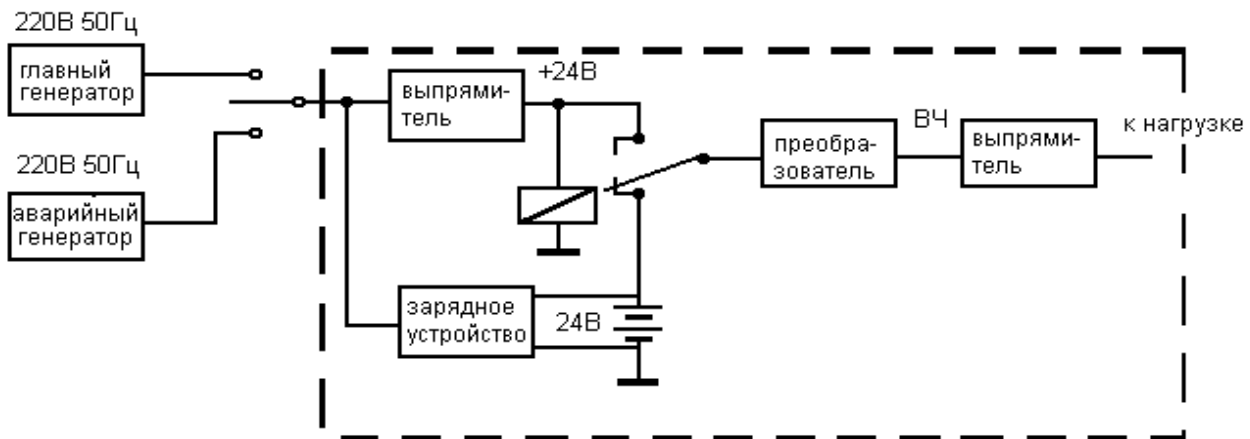 220В 50Гц
главный
генератор
220В 50Гц
аварийный
генератор
выпрями-
тель
+24В
зарядное
устройство
24В
преобра-
зователь
ВЧ
выпрями-
тель
к нагрузке